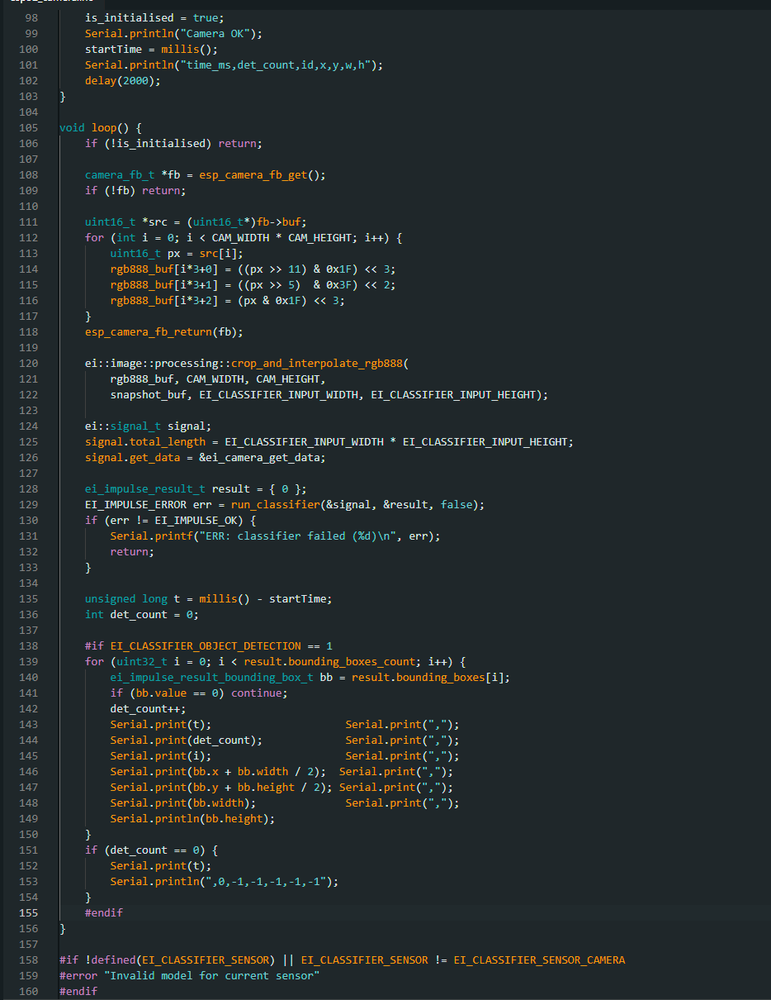 98 is_initialised = true;
99 Serial.println("Camera OK");
100 startTime = millis();
101 Serial.println("time_ms,det_count,id,x,y,w,h");
102 delay(2000);
103 }
104
105 void loop() {
106 if (!is_initialised) return;
107
108 camera_fb_t *fb = esp_camera_fb_get();
109 if (!fb) return;
110
111 uint16_t *src = (uint16_t*)fb->buf;
112 for (int i = 0; i < CAM_WIDTH * CAM_HEIGHT; i++) {
113 uint16_t px = src[i];
114 rgb888_buf[i*3+0] = ((px >> 11) & 0x1F) << 3;
115 rgb888_buf[i*3+1] = ((px >> 5)  & 0x3F) << 2;
116 rgb888_buf[i*3+2] = (px & 0x1F) << 3;
117 }
118 esp_camera_fb_return(fb);
119
120 ei::image::processing::crop_and_interpolate_rgb888(
121 rgb888_buf, CAM_WIDTH, CAM_HEIGHT,
122 snapshot_buf, EI_CLASSIFIER_INPUT_WIDTH, EI_CLASSIFIER_INPUT_HEIGHT);
123
124 ei::signal_t signal;
125 signal.total_length = EI_CLASSIFIER_INPUT_WIDTH * EI_CLASSIFIER_INPUT_HEIGHT;
126 signal.get_data = &ei_camera_get_data;
127
128 ei_impulse_result_t result = { 0 };
129 EI_IMPULSE_ERROR err = run_classifier(&signal, &result, false);
130 if (err != EI_IMPULSE_OK) {
131 Serial.printf("ERR: classifier failed (%d)\n", err);
132 return;
133 }
134
135 unsigned long t = millis() - startTime;
136 int det_count = 0;
137
138 #if EI_CLASSIFIER_OBJECT_DETECTION == 1
139 for (uint32_t i = 0; i < result.bounding_boxes_count; i++) {
140 ei_impulse_result_bounding_box_t bb = result.bounding_boxes[i];
141 if (bb.value == 0) continue;
142 det_count++;
143 Serial.print(t); Serial.print(",");
144 Serial.print(det_count); Serial.print(",");
145 Serial.print(i); Serial.print(",");
146 Serial.print(bb.x + bb.width / 2); Serial.print(",");
147 Serial.print(bb.y + bb.height / 2); Serial.print(",");
148 Serial.print(bb.width); Serial.print(",");
149 Serial.println(bb.height);
150 }
151 if (det_count == 0) {
152 Serial.print(t);
153 Serial.println(",0,-1,-1,-1,-1,-1");
154 }
155 #endif
156 }
157
158 #if !defined(EI_CLASSIFIER_SENSOR) || EI_CLASSIFIER_SENSOR != EI_CLASSIFIER_SENSOR_CAMERA
159 #error "Invalid model for current sensor"
160 #endif